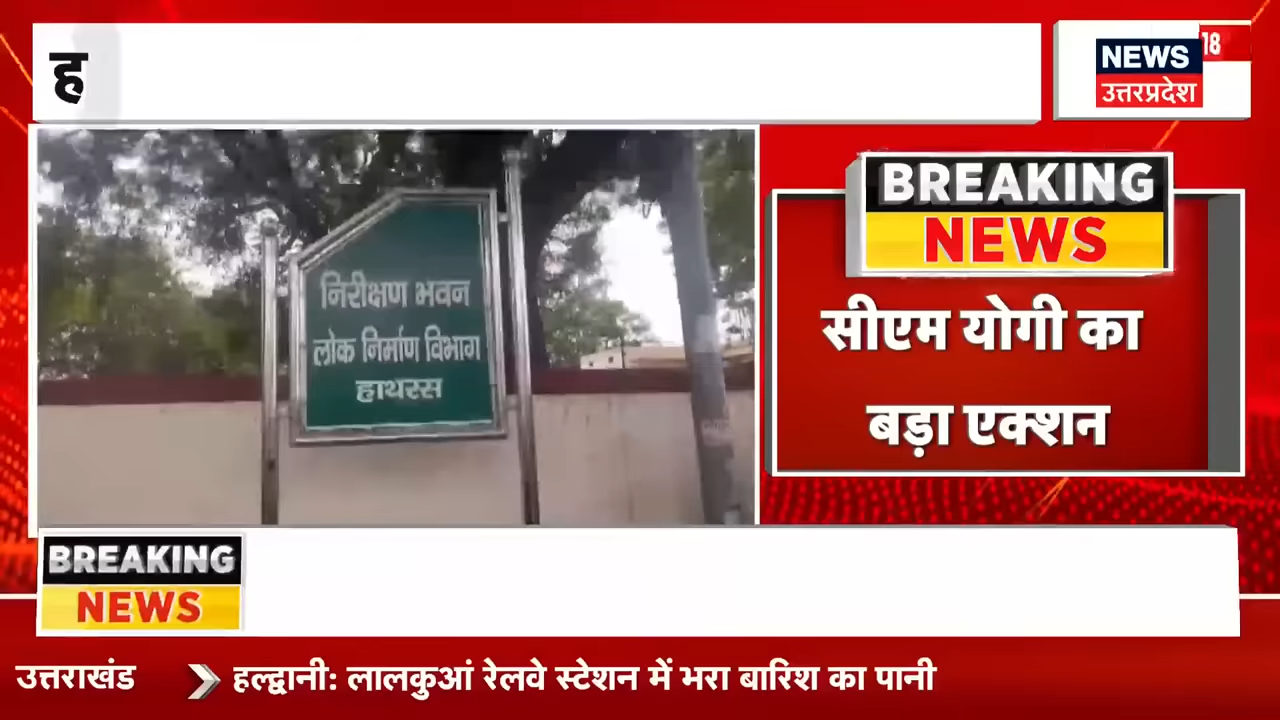 ह
NEWS 18
उत्तरप्रदेश
निरीक्षण भवन
लोक निर्माण विभाग
हाथरस
BREAKING
NEWS
सीएम योगी का
बड़ा एक्शन
BREAKING
NEWS
उत्तराखंड
हल्द्वानी: लालकुआं रेलवे स्टेशन में भरा बारिश का पानी